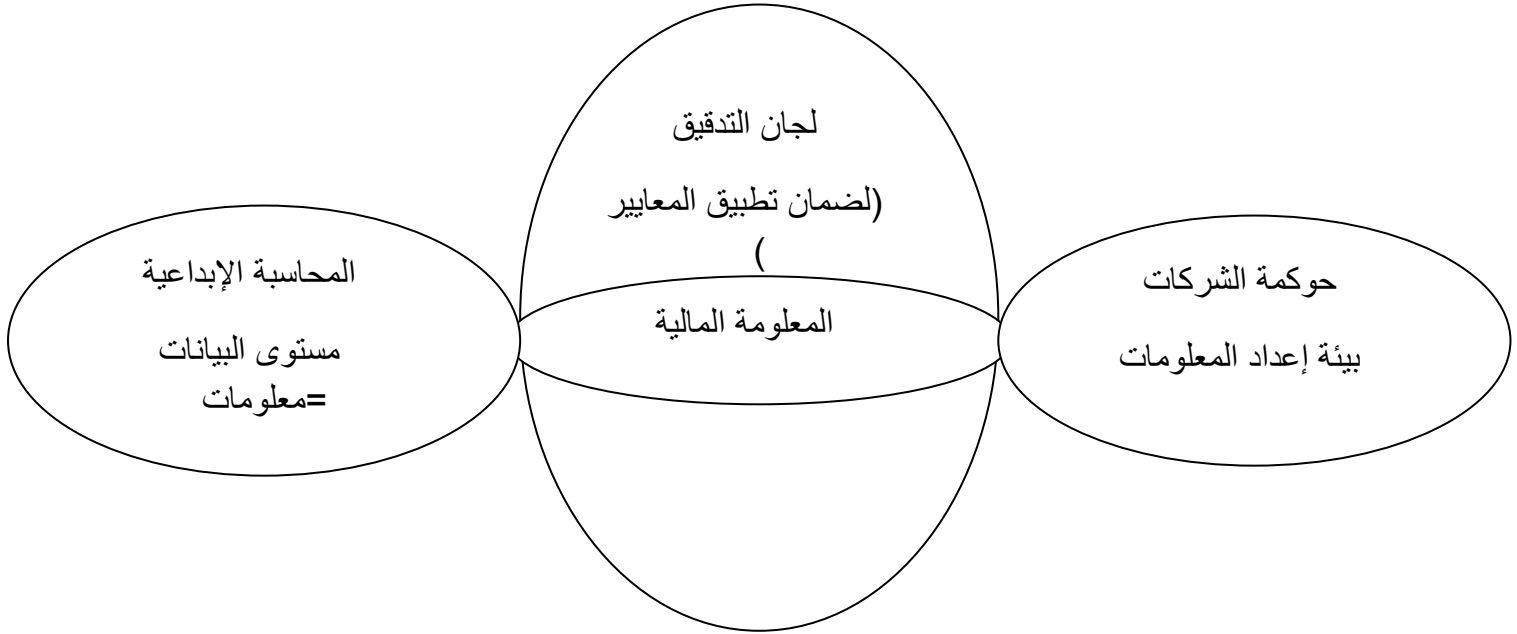 لجان التدقيق
(لضمان تطبيق المعايير
)
المعلومة المالية
حوكمة الشركات
بيئة إعداد المعلومات
المحاسبة الإبداعية
مستوى البيانات
=معلومات